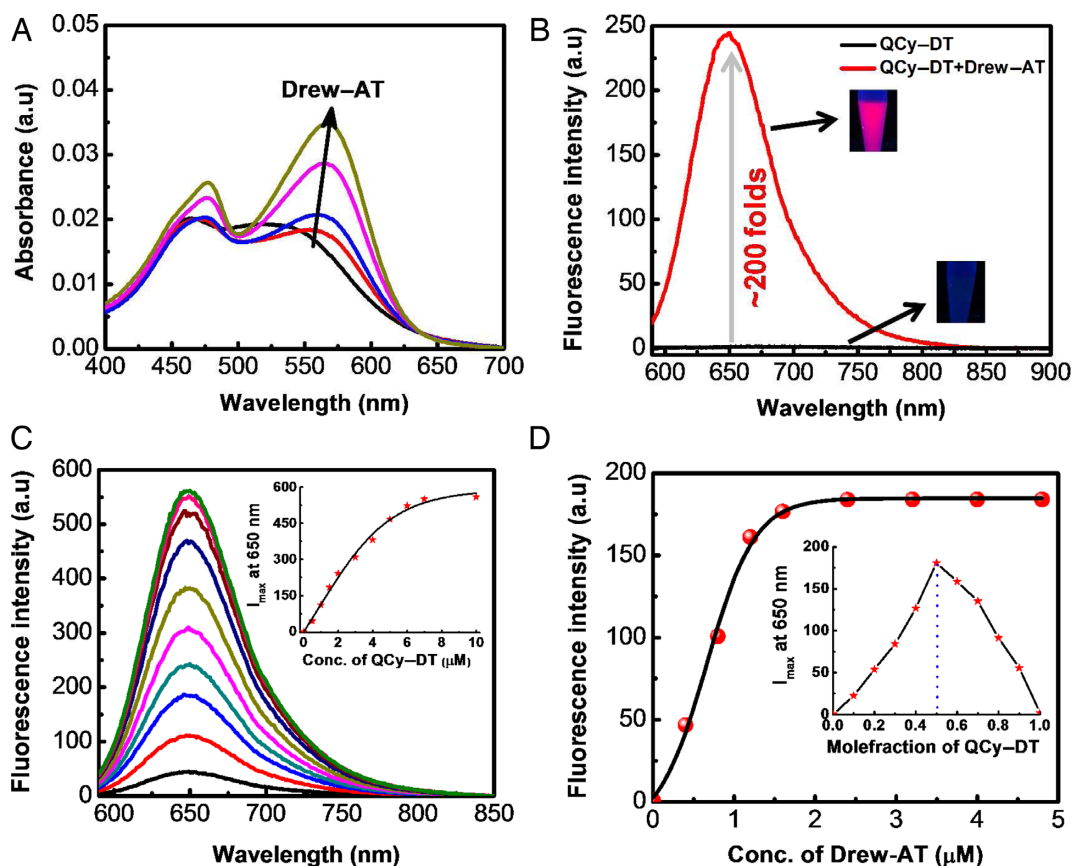 A
0.05
0.04
0.03
0.02
0.01
0.00
Absorbance (a.u)
Drew–AT
400 450 500 550 600 650 700
Wavelength (nm)
B
250
200
150
100
50
0
Fluorescence intensity (a.u)
QCy–DT
QCy–DT+Drew–AT
~200 folds
600 650 700 750 800 850 900
Wavelength (nm)
C
600
500
400
300
200
100
0
Fluorescence intensity (a.u)
600
450
300
150
0
I_max at 650 nm
0 2 4 6 8 10
Conc. of QCy–DT (μM)
600 650 700 750 800 850
Wavelength (nm)
D
200
150
100
50
0
Fluorescence intensity (a.u)
200
150
100
50
0
I_max at 650 nm
0.0 0.2 0.4 0.6 0.8 1.0
Molefraction of QCy–DT
0 1 2 3 4 5
Conc. of Drew-AT (μM)